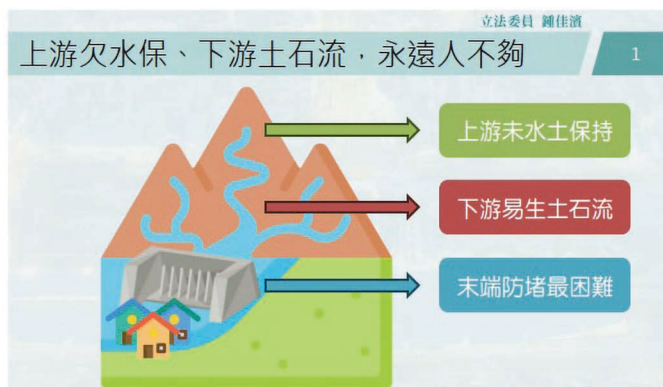 立法委員 鍾佳濱
上游欠水保、下游土石流，永遠人不夠
1
上游未水土保持
下游易生土石流
末端防堵最困難